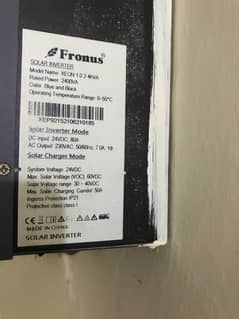 Fronus
SOLAR INVERTER
Model Name: XEON 1.0 2.4KVA
Rated Power: 2400VA
Color: Blue and Black
Operating Temperature Range: 0-55°C
XEP92152106210185
Solar Inverter Mode
DC input: 24VDC, 80A
AC Output: 230VAC, 50/60Hz, 7.0A, 1Φ
Solar Charger Mode
System Voltage: 24VDC
Max. Solar Voltage (VOC): 60VDC
Solar Voltage range: 30 - 40VDC
Max. Solar Charging Current: 50A
Ingress Protection: IP21
Protective class: class I
CE
MADE IN CHINA
SOLAR INVERTER